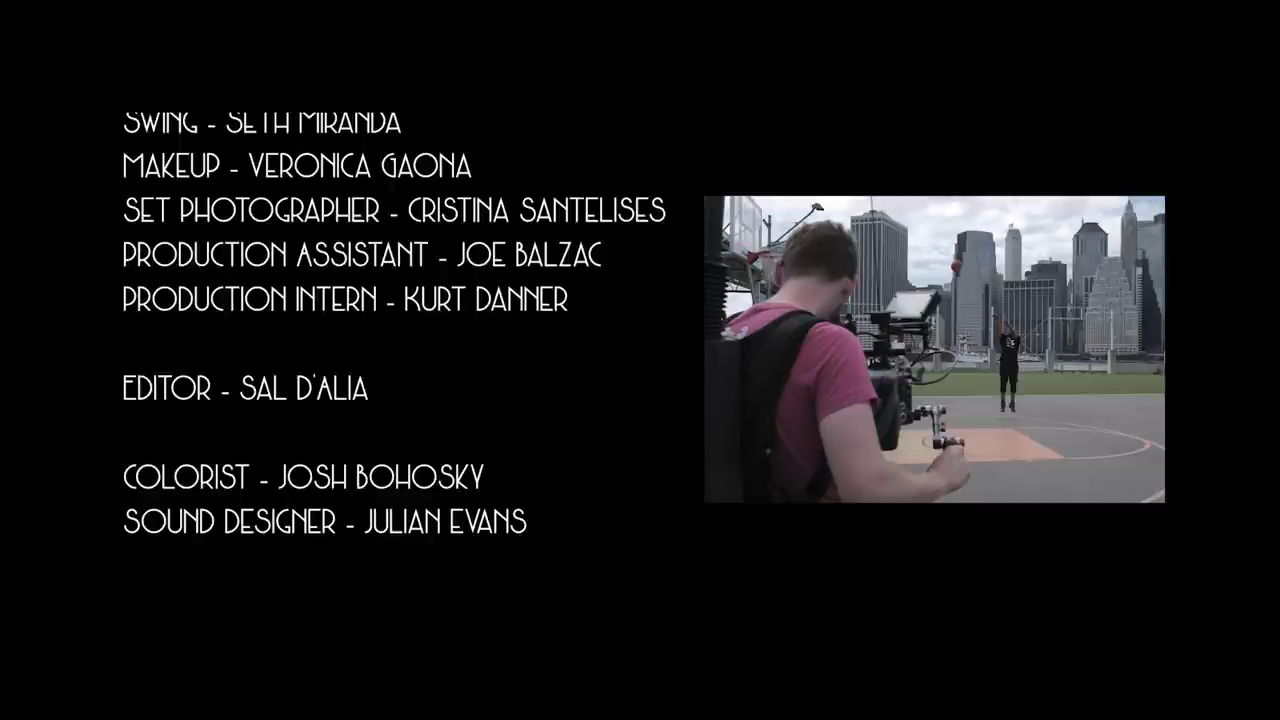 SWING - SETH MIRANDA
MAKEUP - VERONICA GAONA
SET PHOTOGRAPHER - CRISTINA SANTELISES
PRODUCTION ASSISTANT - JOE BALZAC
PRODUCTION INTERN - KURT DANNER
EDITOR - SAL D'ALIA
COLORIST - JOSH BOHOSKY
SOUND DESIGNER - JULIAN EVANS